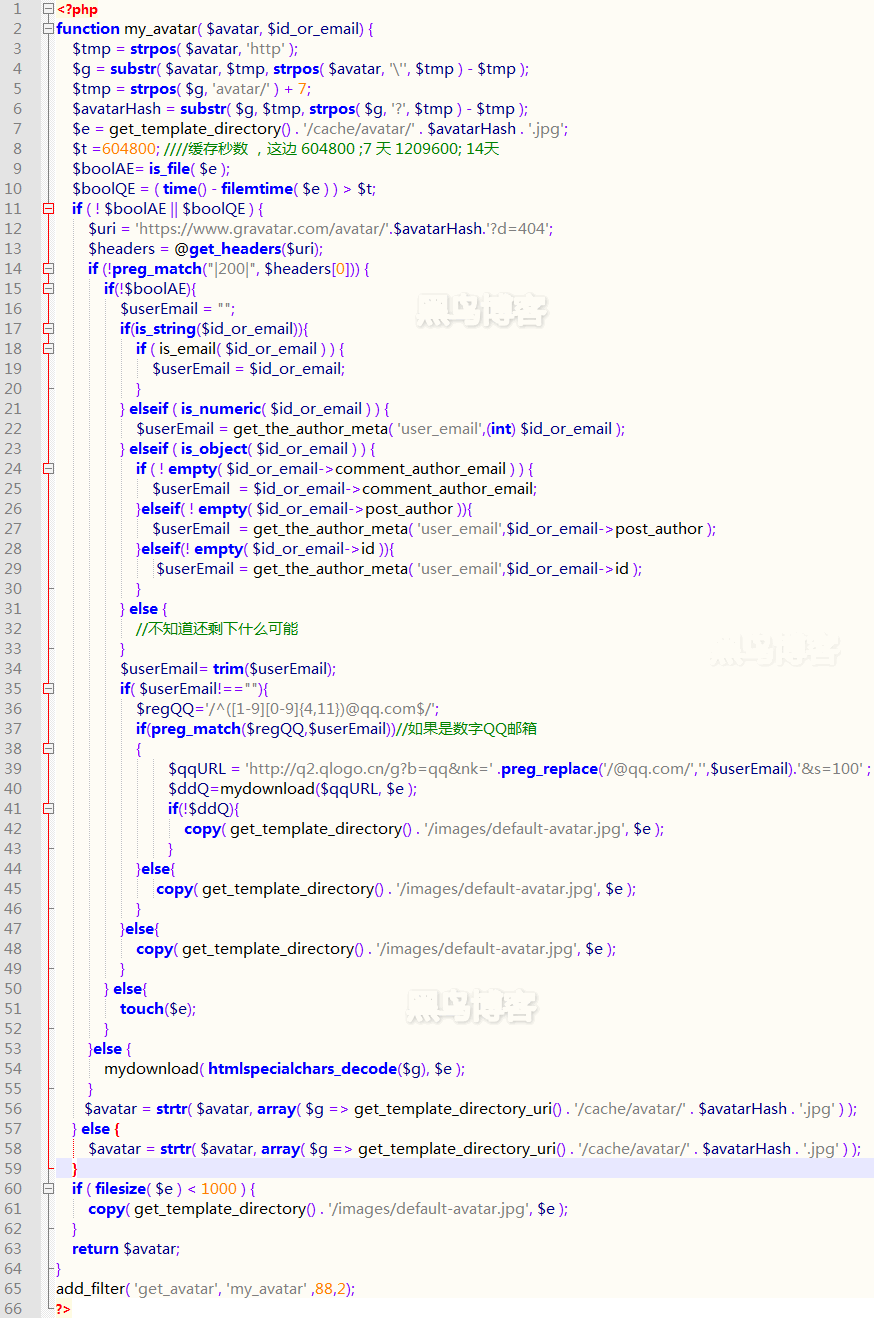 1 <?php
2 function my_avatar( $avatar, $id_or_email) {
3 $tmp = strpos( $avatar, 'http' );
4 $g = substr( $avatar, $tmp, strpos( $avatar, '\'', $tmp ) - $tmp );
5 $tmp = strpos( $g, 'avatar/' ) + 7;
6 $avatarHash = substr( $g, $tmp, strpos( $g, '?', $tmp ) - $tmp );
7 $e = get_template_directory() . '/cache/avatar/' . $avatarHash . '.jpg';
8 $t =604800; ////缓存秒数 ，这边 604800 ;7 天 1209600; 14天
9 $boolAE= is_file( $e );
10 $boolQE = ( time() - filemtime( $e ) ) > $t;
11 if ( ! $boolAE || $boolQE ) {
12 $uri = 'https://www.gravatar.com/avatar/'.$avatarHash.'?d=404';
13 $headers = @get_headers($uri);
14 if (!preg_match("|200|", $headers[0])) {
15 if(!$boolAE){
16 $userEmail = "";
黑鸟博客
17 if(is_string($id_or_email)){
18 if ( is_email( $id_or_email ) ) {
19 $userEmail = $id_or_email;
20 }
21 } elseif ( is_numeric( $id_or_email ) ) {
22 $userEmail = get_the_author_meta( 'user_email',(int) $id_or_email );
23 } elseif ( is_object( $id_or_email ) ) {
24 if ( ! empty( $id_or_email->comment_author_email ) ) {
25 $userEmail  = $id_or_email->comment_author_email;
26 }elseif( ! empty( $id_or_email->post_author )){
27 $userEmail  = get_the_author_meta( 'user_email',$id_or_email->post_author );
28 }elseif(! empty( $id_or_email->id )){
29 $userEmail = get_the_author_meta( 'user_email',$id_or_email->id );
30 }
31 } else {
32 //不知道还剩下什么可能
33 }
黑鸟博客
34 $userEmail= trim($userEmail);
35 if( $userEmail!==""){
36 $regQQ='/^([1-9][0-9]{4,11})@qq.com$/';
37 if(preg_match($regQQ,$userEmail))//如果是数字QQ邮箱
38 {
39 $qqURL = 'http://q2.qlogo.cn/g?b=qq&nk=' .preg_replace('/@qq.com/','',$userEmail).'&s=100' ;
40 $ddQ=mydownload($qqURL, $e );
41 if(!$ddQ){
42 copy( get_template_directory() . '/images/default-avatar.jpg', $e );
43 }
44 }else{
45 copy( get_template_directory() . '/images/default-avatar.jpg', $e );
46 }
47 }else{
48 copy( get_template_directory() . '/images/default-avatar.jpg', $e );
49 }
50 } else{
51 touch($e);
黑鸟博客
52 }
53 }else {
54 mydownload( htmlspecialchars_decode($g), $e );
55 }
56 $avatar = strtr( $avatar, array( $g => get_template_directory_uri() . '/cache/avatar/' . $avatarHash . '.jpg' ) );
57 } else {
58 $avatar = strtr( $avatar, array( $g => get_template_directory_uri() . '/cache/avatar/' . $avatarHash . '.jpg' ) );
59 }
60 if ( filesize( $e ) < 1000 ) {
61 copy( get_template_directory() . '/images/default-avatar.jpg', $e );
62 }
63 return $avatar;
64 }
65 add_filter( 'get_avatar', 'my_avatar' ,88,2);
66 ?>